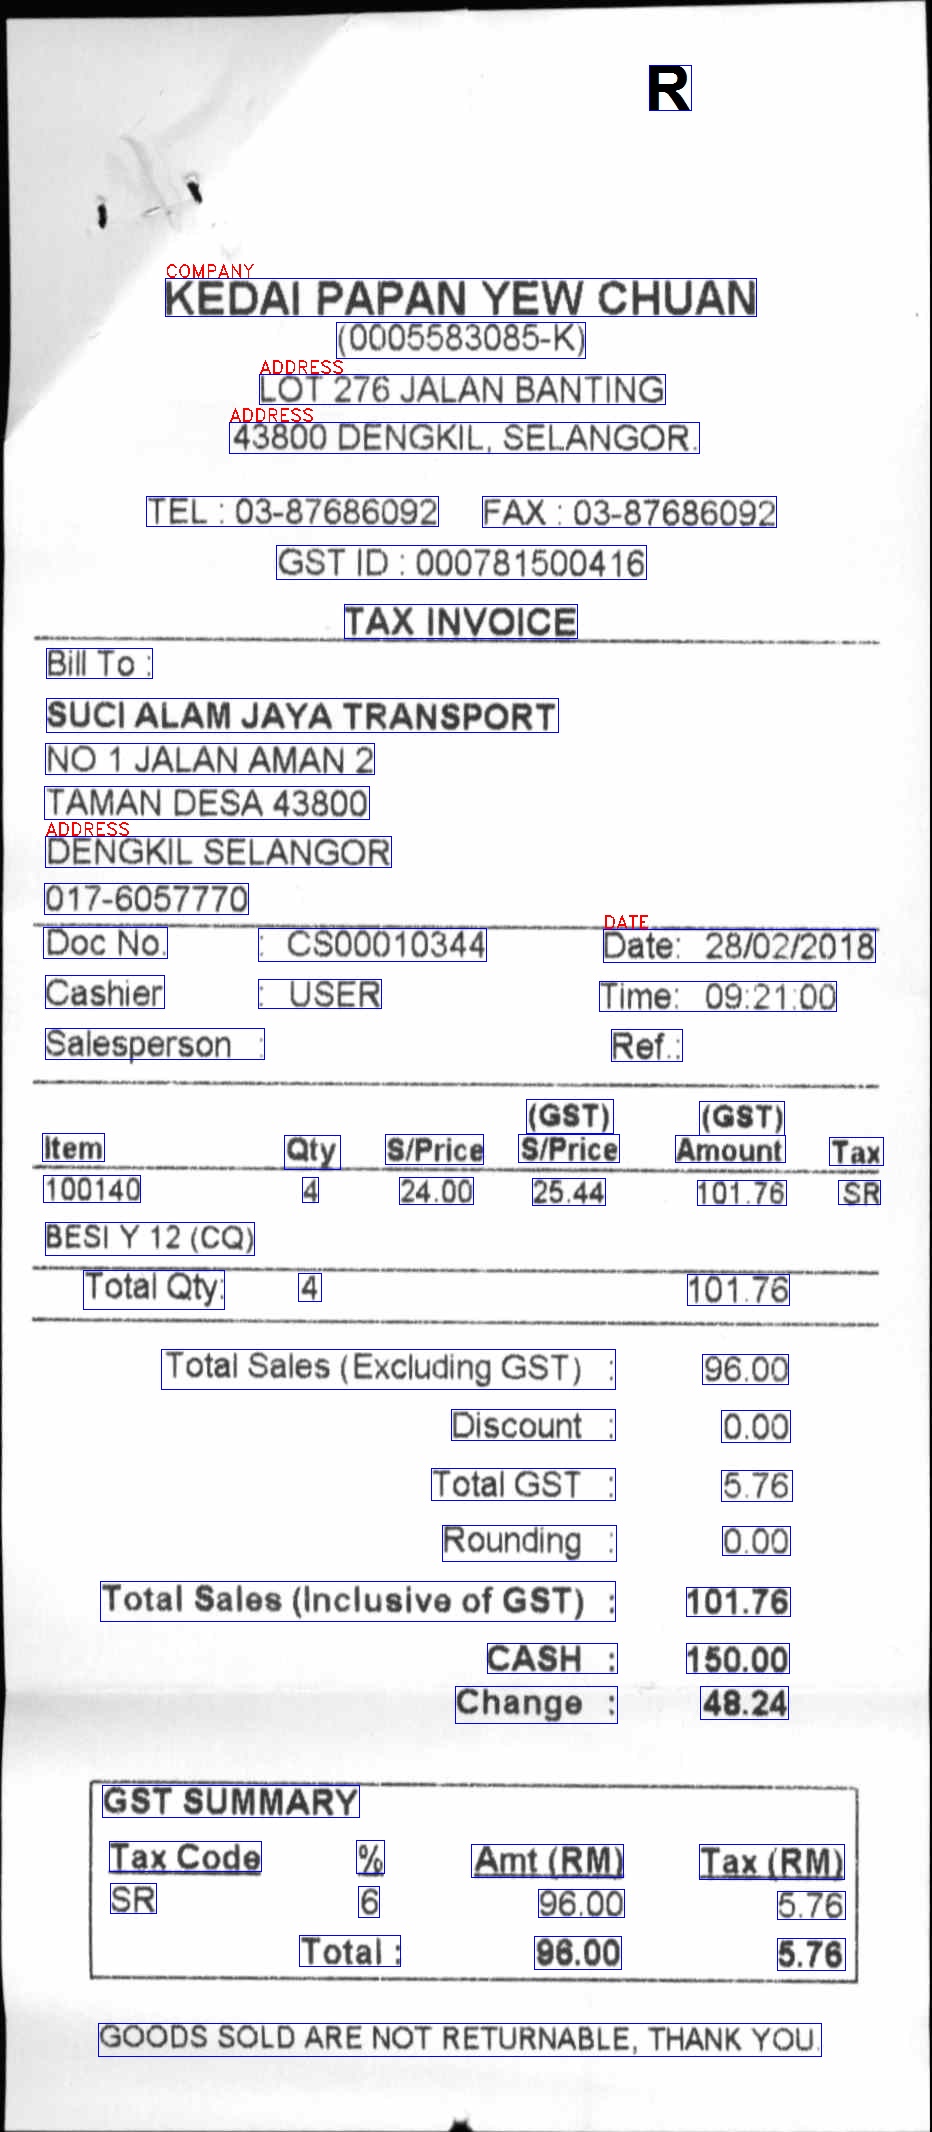 R
COMPANY
KEDAI PAPAN YEW CHUAN
(0005583085-K)
ADDRESS
LOT 276 JALAN BANTING
ADDRESS
43800 DENGKIL, SELANGOR.
TEL : 03-87686092 FAX : 03-87686092
GST ID : 000781500416
TAX INVOICE
Bill To :
SUCI ALAM JAYA TRANSPORT
NO 1 JALAN AMAN 2
TAMAN DESA 43800
ADDRESS
DENGKIL SELANGOR
017-6057770
DATE
Doc No. : CS00010344 Date: 28/02/2018
Cashier : USER Time: 09:21:00
Salesperson : Ref.:
(GST) (GST)
Item Qty S/Price S/Price Amount Tax
100140 4 24.00 25.44 101.76 SR
BESI Y 12 (CQ)
Total Qty: 4 101.76
Total Sales (Excluding GST) : 96.00
Discount : 0.00
Total GST : 5.76
Rounding : 0.00
Total Sales (Inclusive of GST) : 101.76
CASH : 150.00
Change : 48.24
GST SUMMARY
Tax Code % Amt (RM) Tax (RM)
SR 6 96.00 5.76
Total : 96.00 5.76
GOODS SOLD ARE NOT RETURNABLE, THANK YOU.